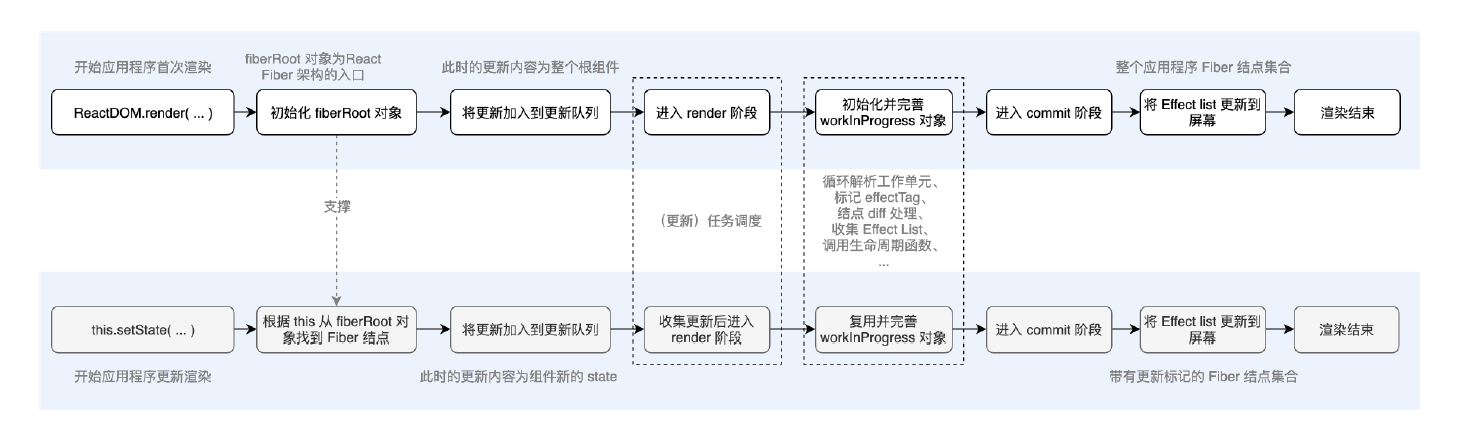 开始应用程序首次渲染
fiberRoot 对象为React
Fiber 架构的入口
此时的更新内容为整个根组件
整个应用程序 Fiber 结点集合
ReactDOM.render( ... )
初始化 fiberRoot 对象
将更新加入到更新队列
进入 render 阶段
初始化并完善
workInProgress 对象
进入 commit 阶段
将 Effect list 更新到
屏幕
渲染结束
支撑
（更新）任务调度
循环解析工作单元、
标记 effectTag、
结点 diff 处理、
收集 Effect List、
调用生命周期函数、
...
this.setState( ... )
根据 this 从 fiberRoot 对
象找到 Fiber 结点
将更新加入到更新队列
收集更新后进入
render 阶段
复用并完善
workInProgress 对象
进入 commit 阶段
将 Effect list 更新到
屏幕
渲染结束
开始应用程序更新渲染
此时的更新内容为组件新的 state
带有更新标记的 Fiber 结点集合